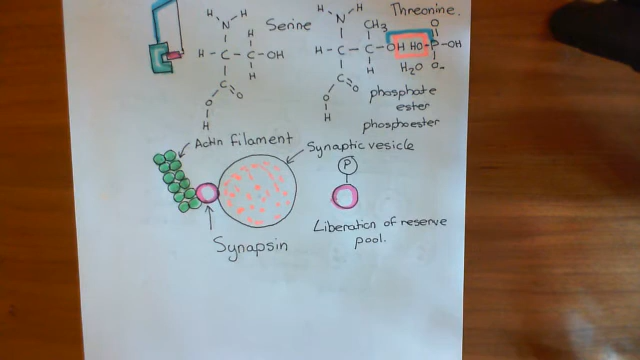 Serine
Threonine.
H
H
N
H
H - C - C - OH
H
C
O
O
H
H
H
N
CH3
H - C - C - OH HO - P - OH
O
O-
H
H2O
C
O
O
H
phosphate
ester
phosphoester
Actin filament
Synaptic vesicle
P
Synapsin
Liberation of reserve
pool.